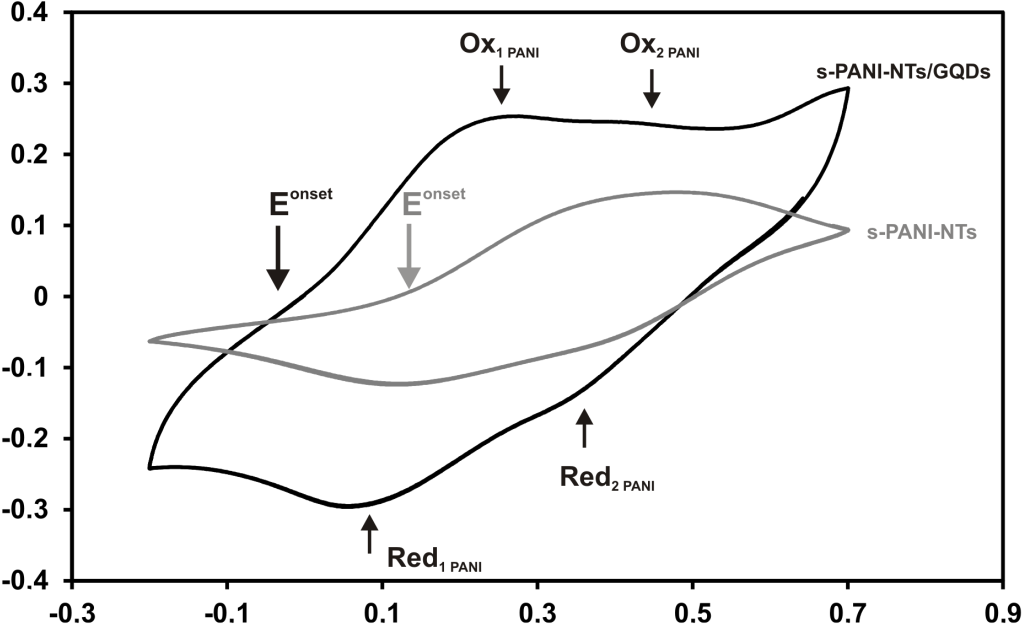 0.4
Ox1 PANI
Ox2 PANI
s-PANI-NTs/GQDs
0.3
0.2
Eonset
Eonset
0.1
s-PANI-NTs
0
-0.1
-0.2
Red2 PANI
-0.3
Red1 PANI
-0.4
-0.3
-0.1
0.1
0.3
0.5
0.7
0.9